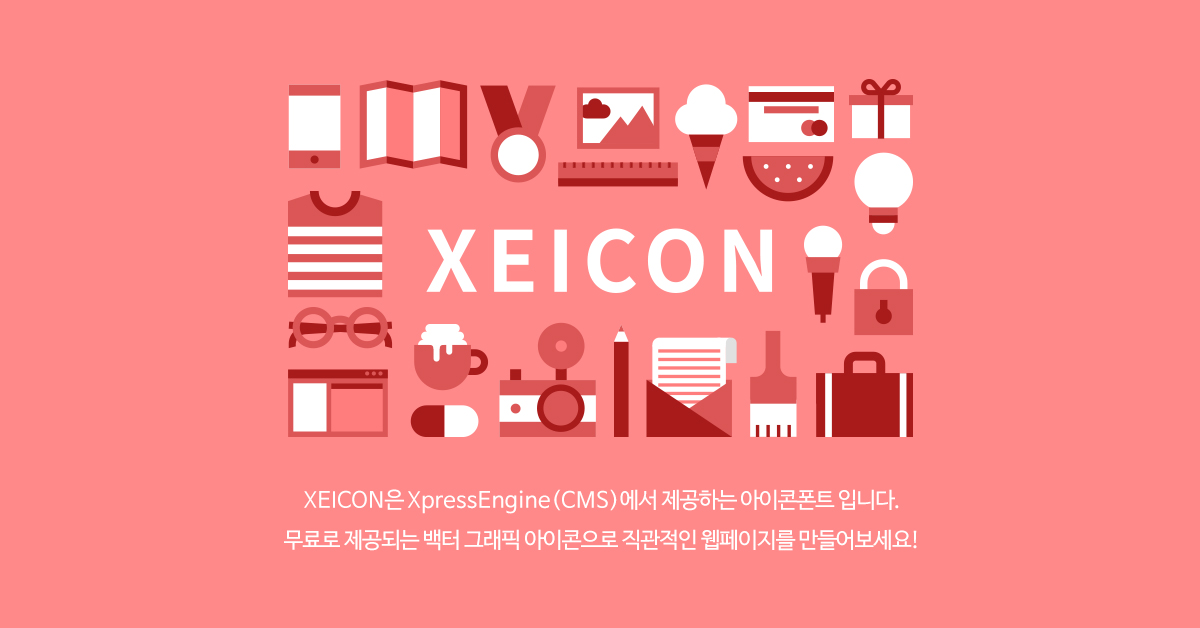 XEICON
XEICON은 XpressEngine(CMS)에서 제공하는 아이콘폰트 입니다.
무료로 제공되는 백터 그래픽 아이콘으로 직관적인 웹페이지를 만들어보세요!